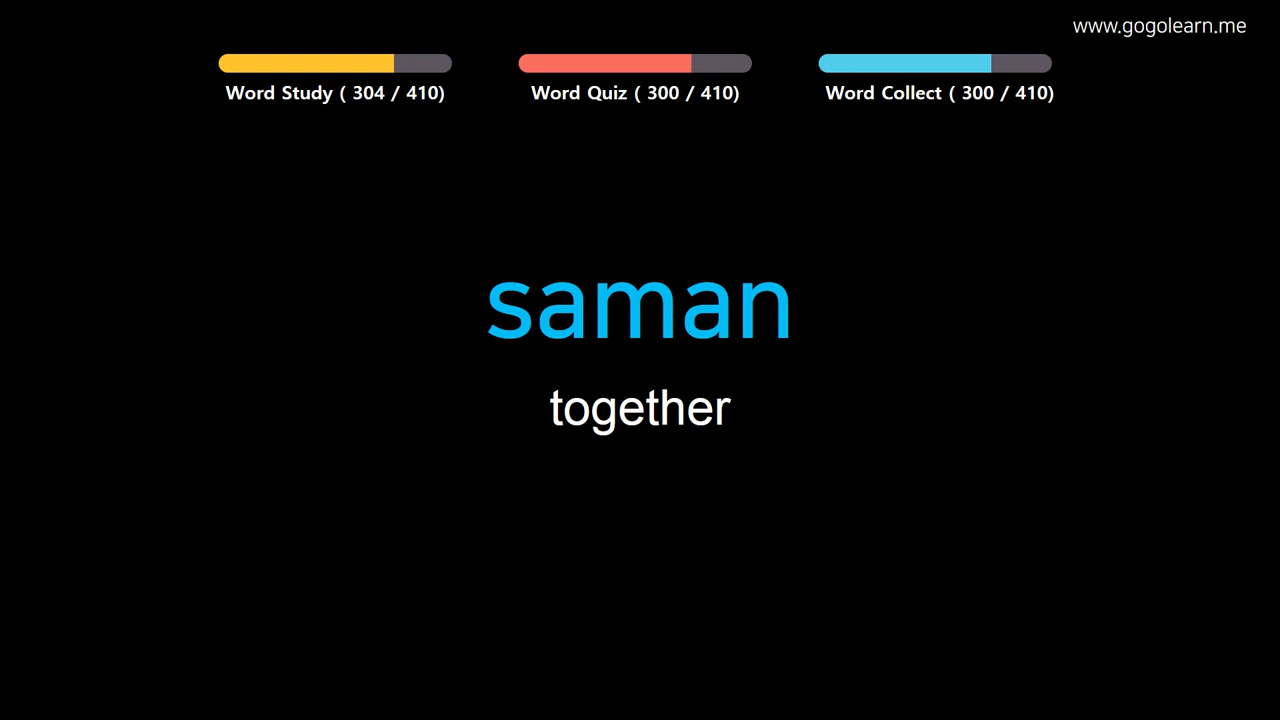 www.gogolearn.me
Word Study ( 304 / 410)
Word Quiz ( 300 / 410)
Word Collect ( 300 / 410)
saman
together